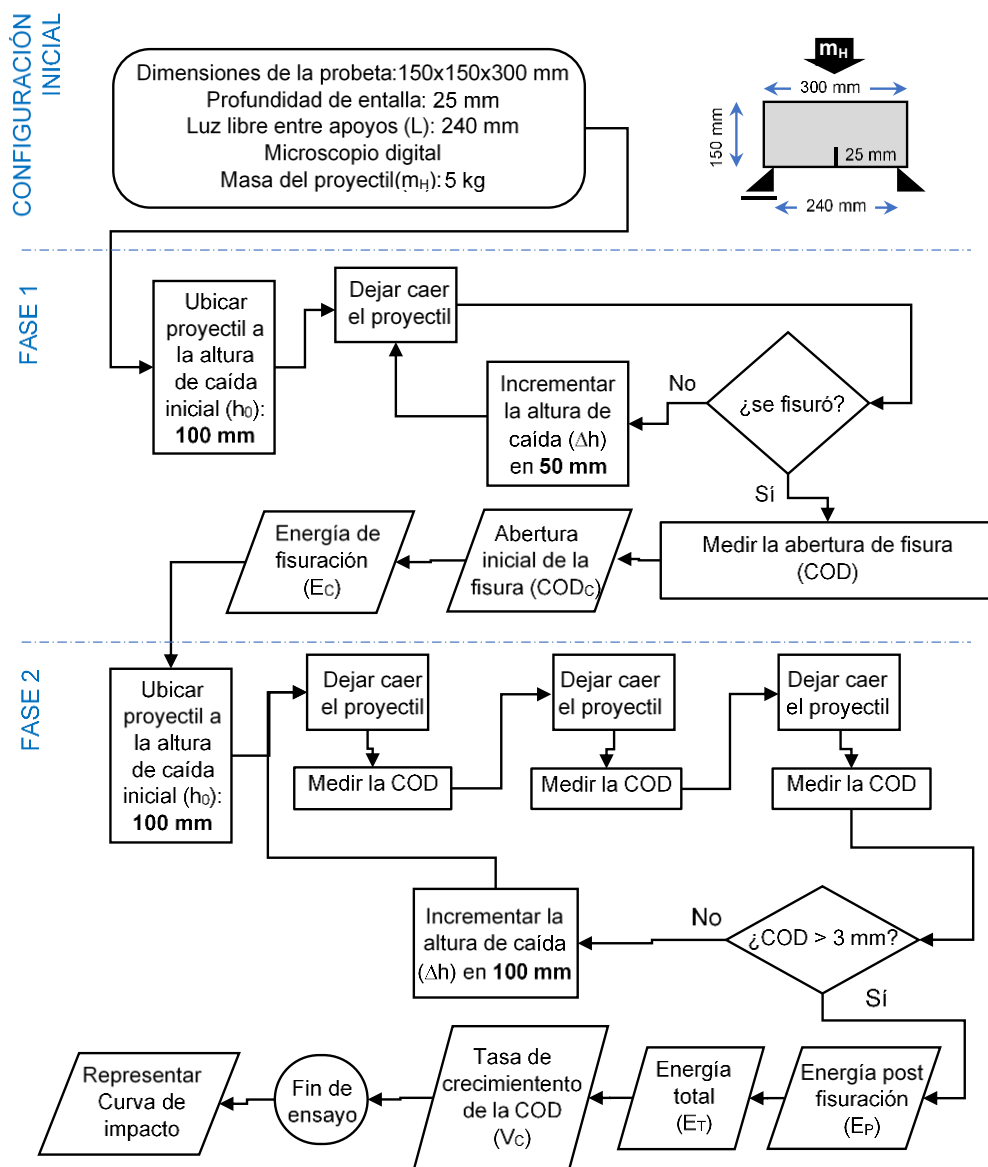 CONFIGURACIÓN
INICIAL
Dimensiones de la probeta:150x150x300 mm
Profundidad de entalla: 25 mm
Luz libre entre apoyos (L): 240 mm
Microscopio digital
Masa del proyectil(mH): 5 kg
mH
300 mm
150 mm
25 mm
240 mm
FASE 1
Ubicar
proyectil a
la altura
de caída
inicial (h0):
100 mm
Dejar caer
el proyectil
Incrementar
la altura de
caída (Δh)
en 50 mm
No
¿se fisuró?
Sí
Medir la abertura de fisura
(COD)
Abertura
inicial de la
fisura (CODC)
Energía de
fisuración
(EC)
FASE 2
Ubicar
proyectil a
la altura
de caída
inicial (h0):
100 mm
Dejar caer
el proyectil
Medir la COD
Dejar caer
el proyectil
Medir la COD
Dejar caer
el proyectil
Medir la COD
¿COD > 3 mm?
No
Incrementar la
altura de caída
(Δh) en 100 mm
Sí
Energía post
fisuración
(EP)
Energía
total
(ET)
Tasa de
crecimientento
de la COD
(VC)
Fin de
ensayo
Representar
Curva de
impacto